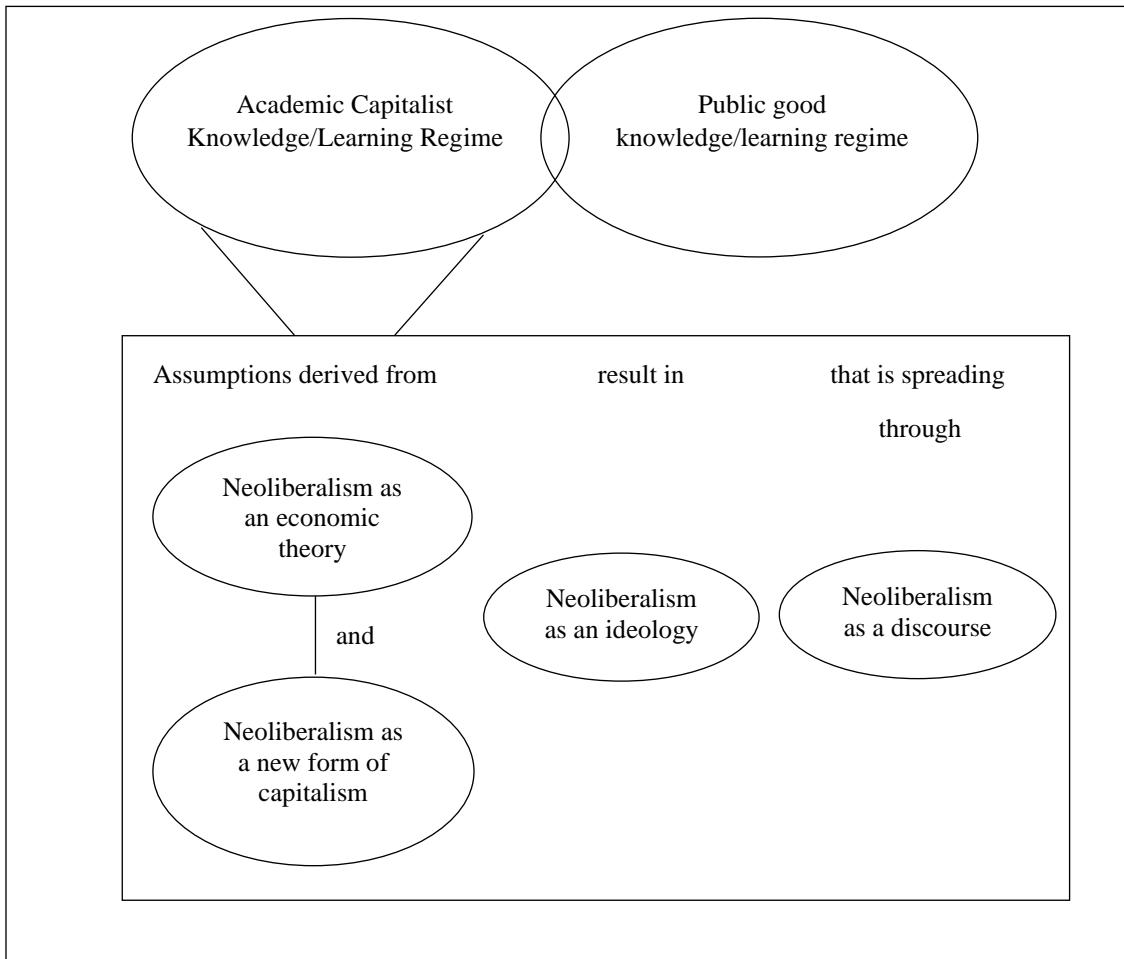 Academic Capitalist
Knowledge/Learning Regime
Public good
knowledge/learning regime
Assumptions derived from
result in
that is spreading
through
Neoliberalism as
an economic
theory
and
Neoliberalism as
a new form of
capitalism
Neoliberalism
as an ideology
Neoliberalism
as a discourse